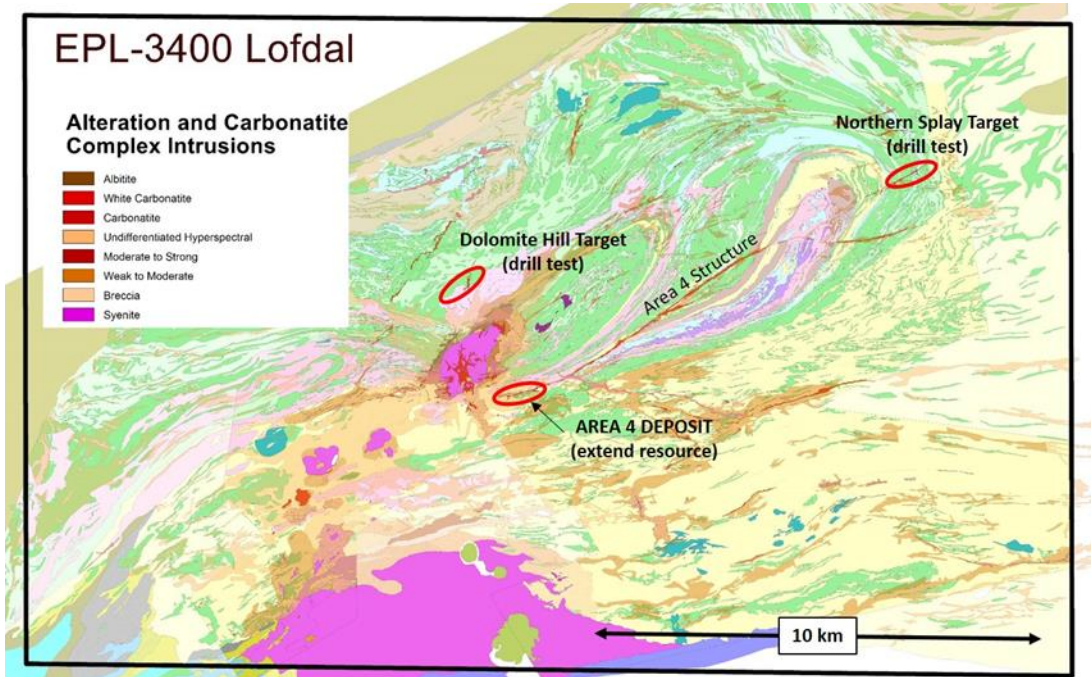 EPL-3400 Lofdal
Alteration and Carbonatite
Complex Intrusions
Albitite
White Carbonatite
Carbonatite
Undifferentiated Hyperspectral
Moderate to Strong
Weak to Moderate
Breccia
Syenite
Northern Splay Target
(drill test)
Dolomite Hill Target
(drill test)
Area 4 Structure
AREA 4 DEPOSIT
(extend resource)
10 km